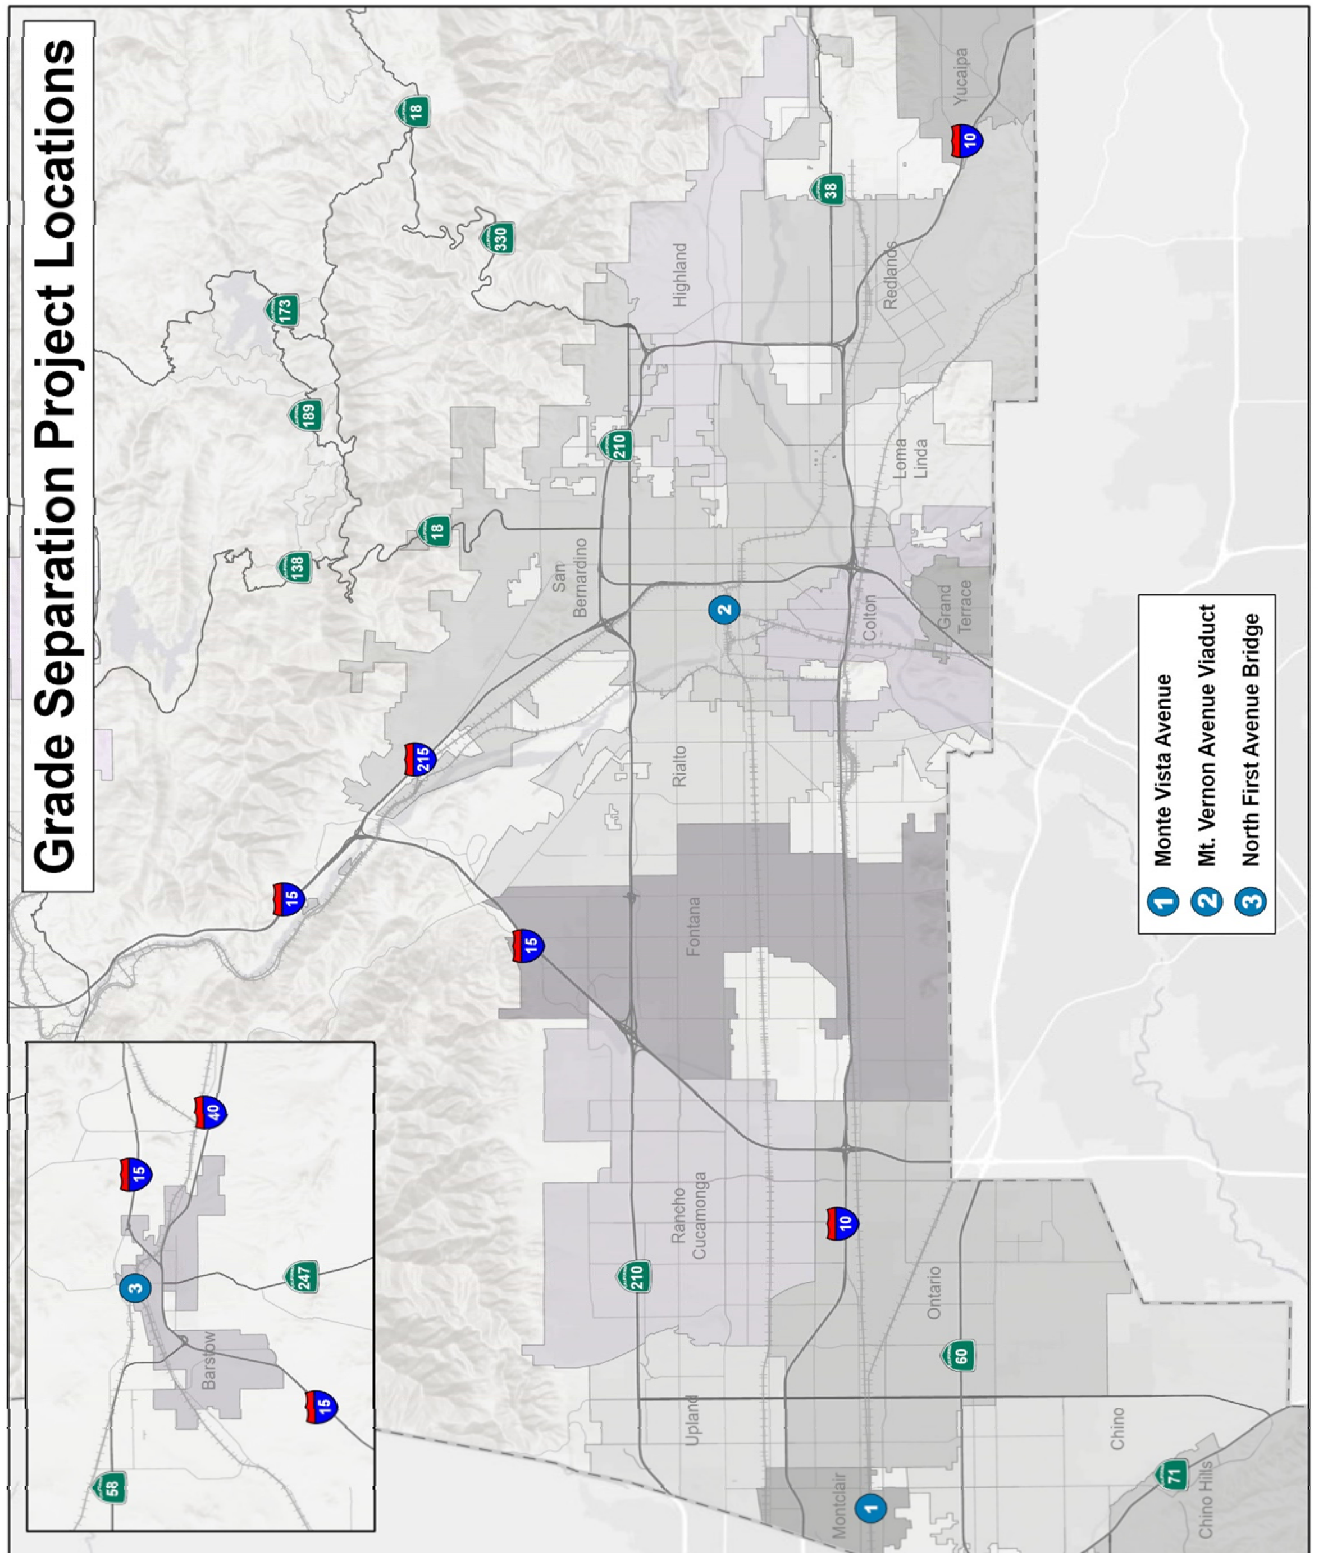 Grade Separation Project Locations
58
15
15
40
247
3
Barstow
15
15
215
138
189
173
18
18
330
210
210
38
10
10
60
71
San
Bernardino
Highland
Yucaipa
Redlands
Loma
Linda
Colton
Grand
Terrace
Rialto
Fontana
Rancho
Cucamonga
Ontario
Upland
Montclair
Chino
Chino Hills
1
2
1 Monte Vista Avenue
2 Mt. Vernon Avenue Viaduct
3 North First Avenue Bridge